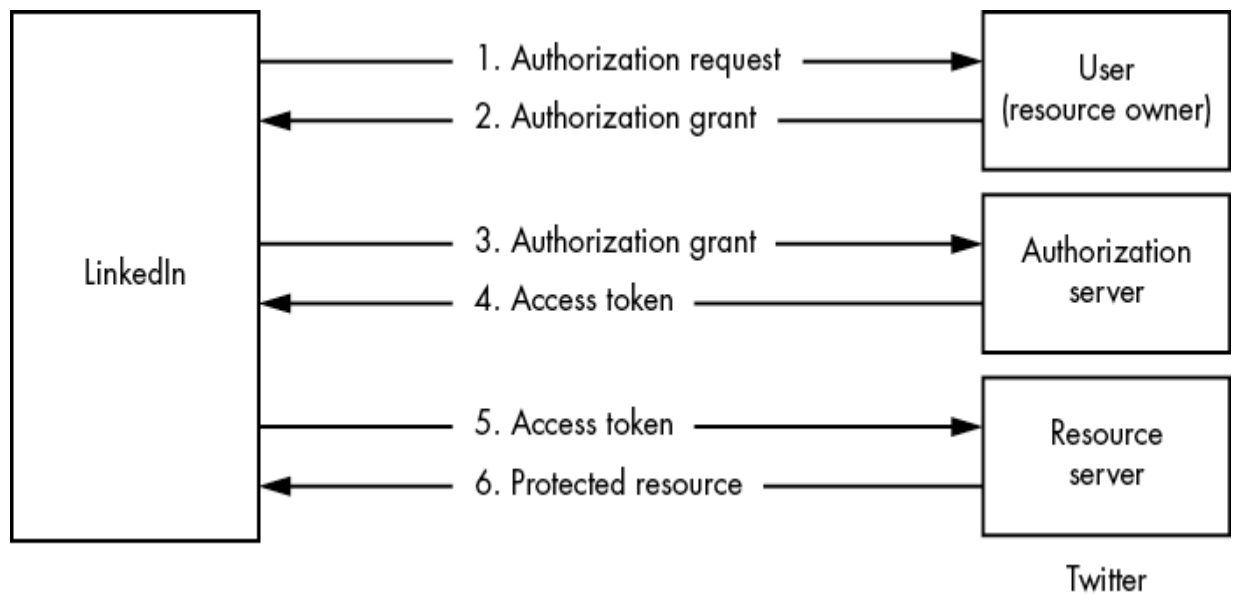 1. Authorization request
User
(resource owner)
2. Authorization grant
3. Authorization grant
Authorization
server
LinkedIn
4. Access token
5. Access token
Resource
server
6. Protected resource
Twitter